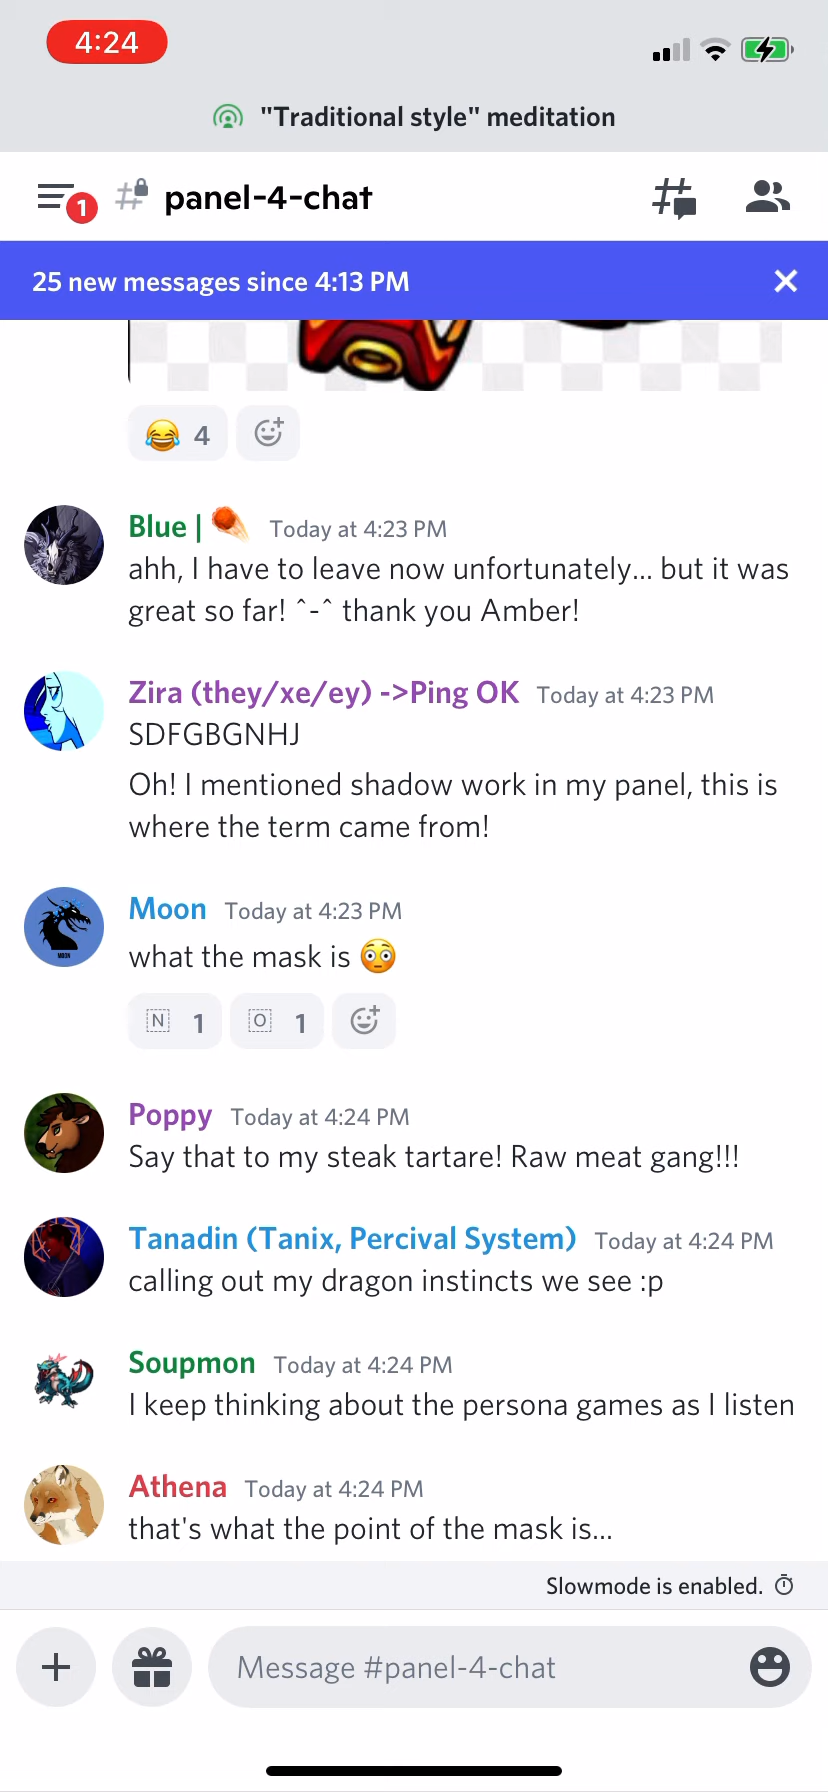 4:24
"Traditional style" meditation
1
panel-4-chat
25 new messages since 4:13 PM
4
Blue | Today at 4:23 PM
ahh, I have to leave now unfortunately... but it was
great so far! ^-^ thank you Amber!
Zira (they/xe/ey) ->Ping OK Today at 4:23 PM
SDFGBGNHJ
Oh! I mentioned shadow work in my panel, this is
where the term came from!
Moon Today at 4:23 PM
MOON
what the mask is 😳
N 1 O 1
Poppy Today at 4:24 PM
Say that to my steak tartare! Raw meat gang!!!
Tanadin (Tanix, Percival System) Today at 4:24 PM
calling out my dragon instincts we see :p
Soupmon Today at 4:24 PM
I keep thinking about the persona games as I listen
Athena Today at 4:24 PM
that's what the point of the mask is...
Slowmode is enabled.
Message #panel-4-chat